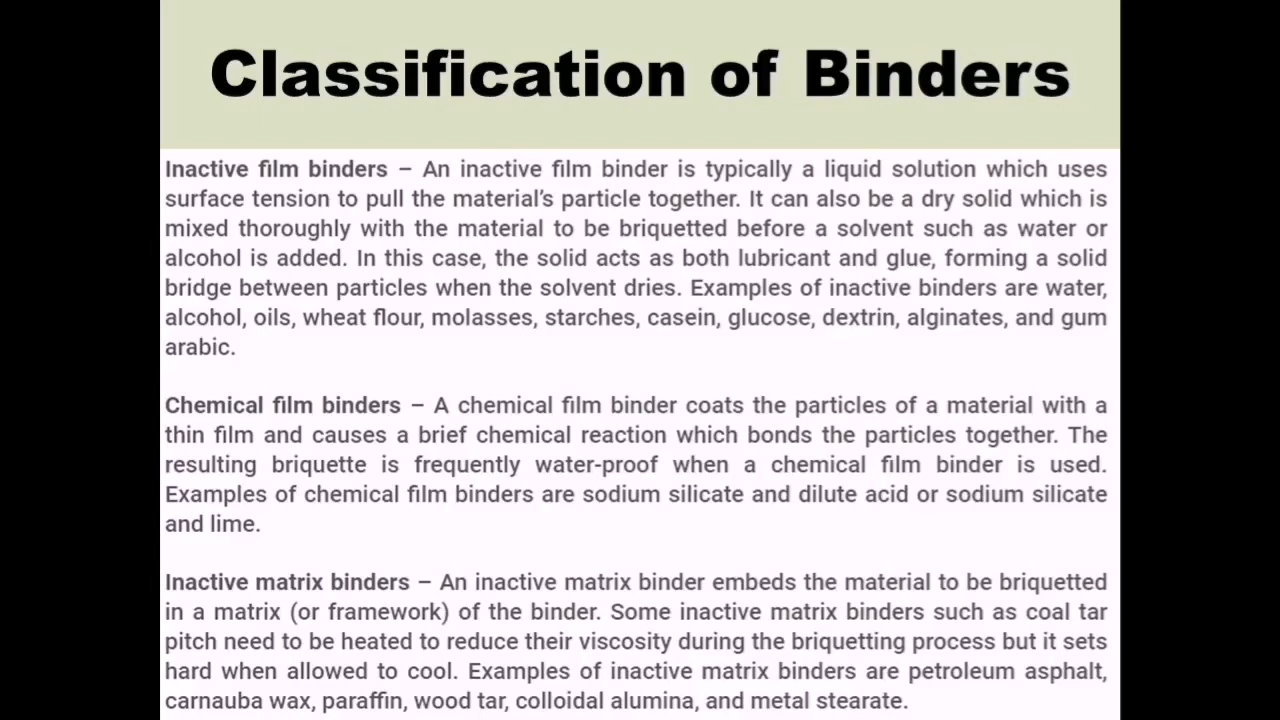 Classification of Binders
Inactive film binders – An inactive film binder is typically a liquid solution which uses
surface tension to pull the material’s particle together. It can also be a dry solid which is
mixed thoroughly with the material to be briquetted before a solvent such as water or
alcohol is added. In this case, the solid acts as both lubricant and glue, forming a solid
bridge between particles when the solvent dries. Examples of inactive binders are water,
alcohol, oils, wheat flour, molasses, starches, casein, glucose, dextrin, alginates, and gum
arabic.
Chemical film binders – A chemical film binder coats the particles of a material with a
thin film and causes a brief chemical reaction which bonds the particles together. The
resulting briquette is frequently water-proof when a chemical film binder is used.
Examples of chemical film binders are sodium silicate and dilute acid or sodium silicate
and lime.
Inactive matrix binders – An inactive matrix binder embeds the material to be briquetted
in a matrix (or framework) of the binder. Some inactive matrix binders such as coal tar
pitch need to be heated to reduce their viscosity during the briquetting process but it sets
hard when allowed to cool. Examples of inactive matrix binders are petroleum asphalt,
carnauba wax, paraffin, wood tar, colloidal alumina, and metal stearate.